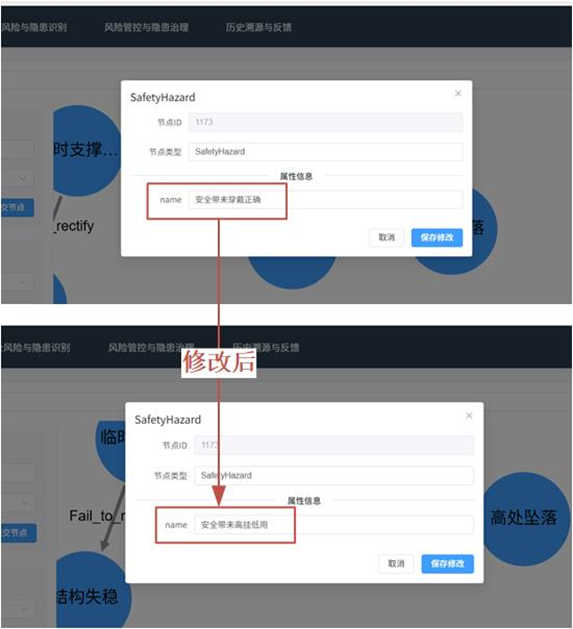 风险与隐患识别 风险管控与隐患治理 历史溯源与反馈
SafetyHazard
节点ID 1173
节点类型 SafetyHazard
属性信息
name 安全带未穿戴正确
取消 保存修改
时支撑...
交节点
_rectify
落
修改后
风险与隐患识别 风险管控与隐患治理 历史溯源与反馈
SafetyHazard
节点ID 1173
节点类型 SafetyHazard
属性信息
name 安全带未高挂低用
取消 保存修改
临时
交节点
Fail_to_r
结构失稳
高处坠落